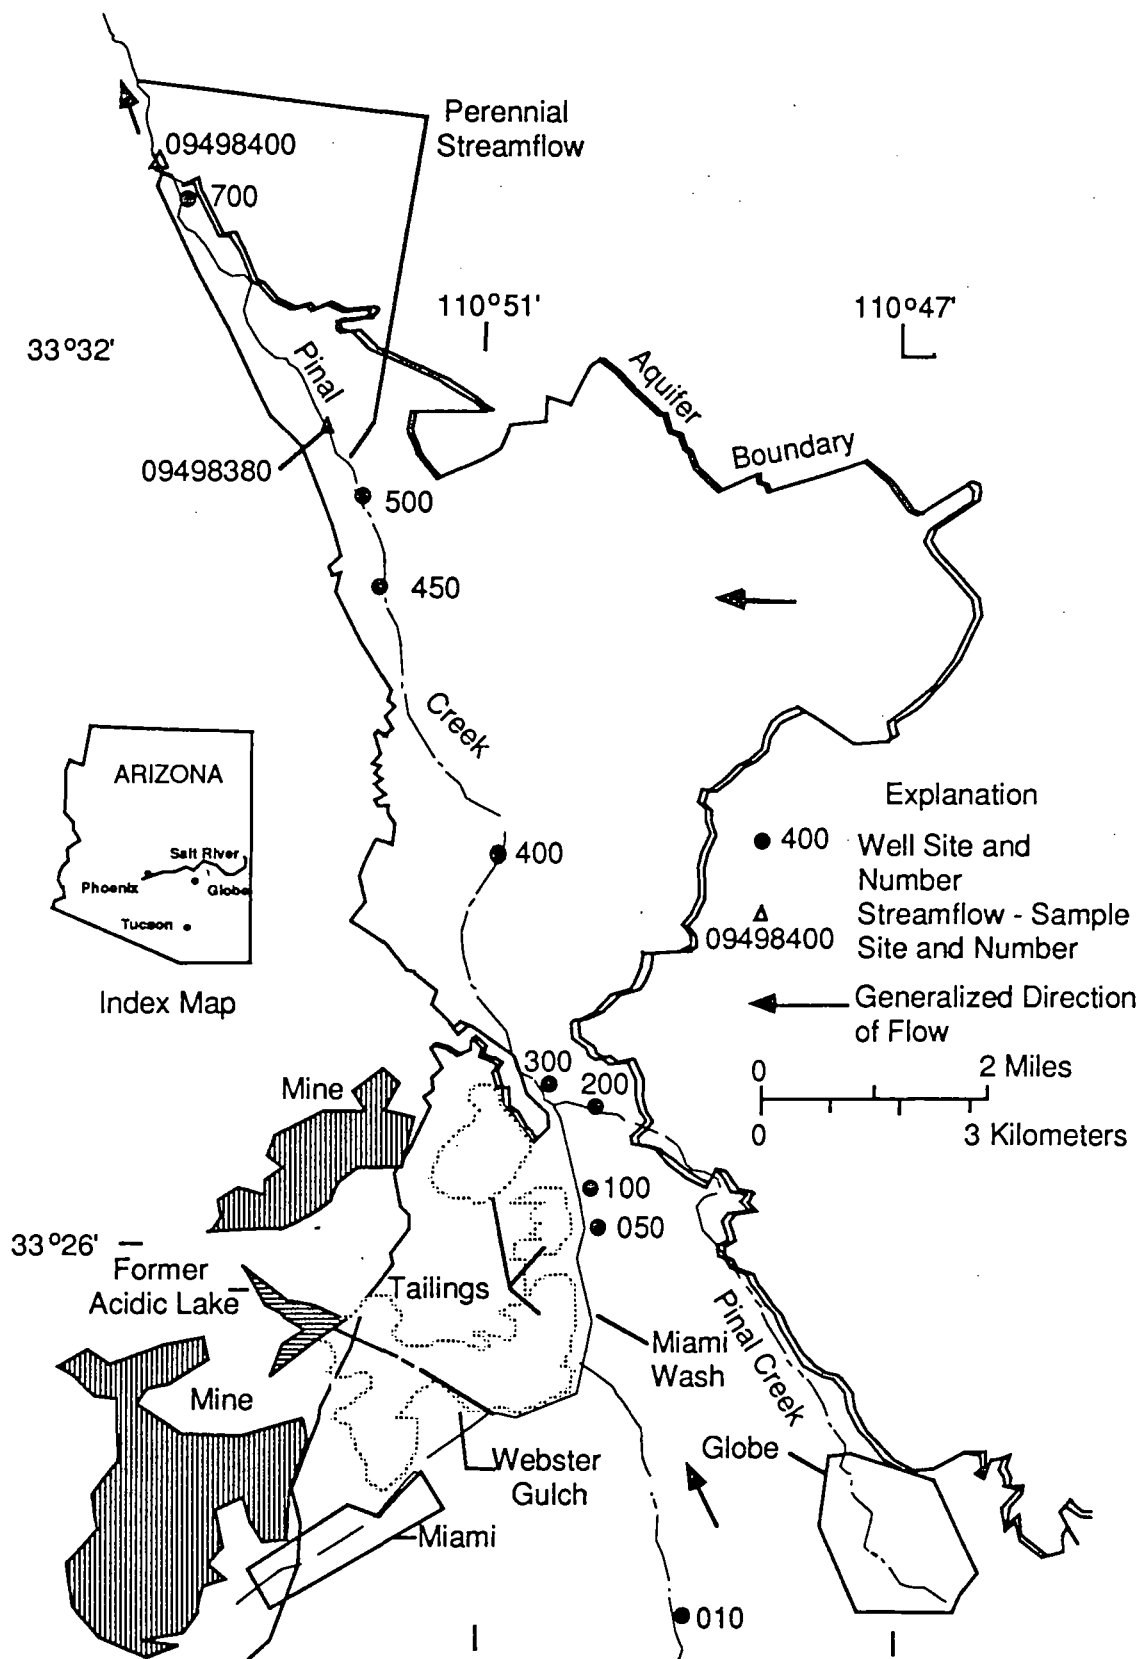 Perennial
Streamflow
09498400
700
110°51'
110°47'
33°32'
Pinal
Aquifer
Boundary
09498380
500
450
Creek
ARIZONA
Salt River
Phoenix
Globe
Tucson
Index Map
Explanation
400
Well Site and
Number
09498400
Streamflow - Sample
Site and Number
Generalized Direction
of Flow
0
2 Miles
0
3 Kilometers
400
300
200
Mine
100
050
33°26'
Former
Acidic Lake
Tailings
Miami
Wash
Pinal Creek
Mine
Globe
Webster
Gulch
Miami
010